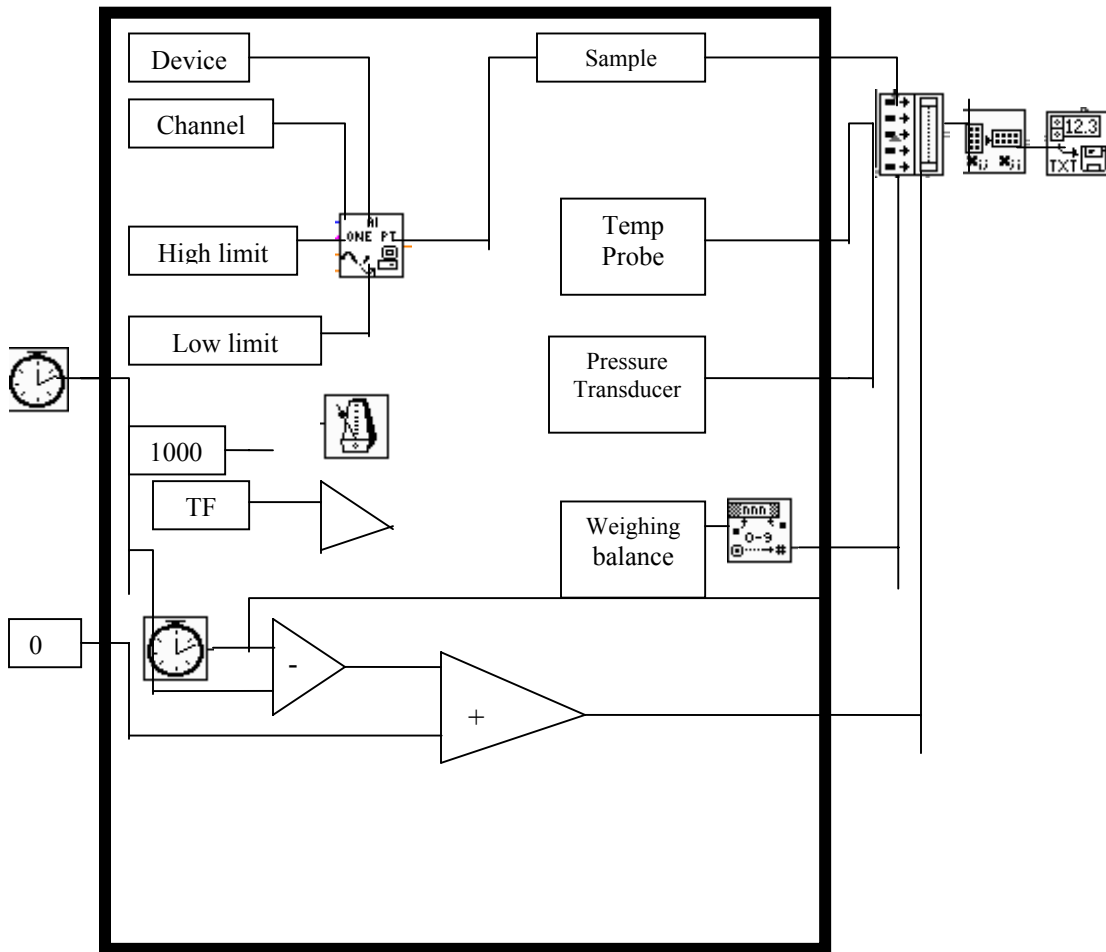 Device
Sample
Channel
12.3
TXT
AI
ONE PT
High limit
Temp
Probe
Low limit
Pressure
Transducer
1000
TF
Weighing
balance
nnn
0-9
#
0
-
+